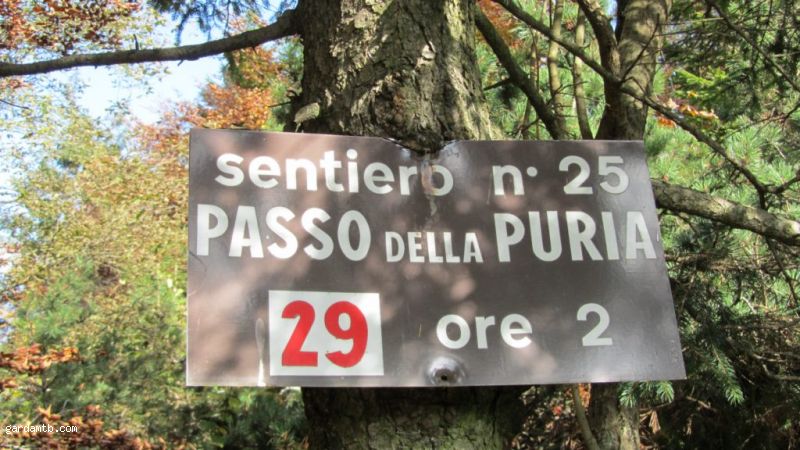 sentiero n. 25
PASSO DELLA PURIA
29 ore 2
gardamtb.com